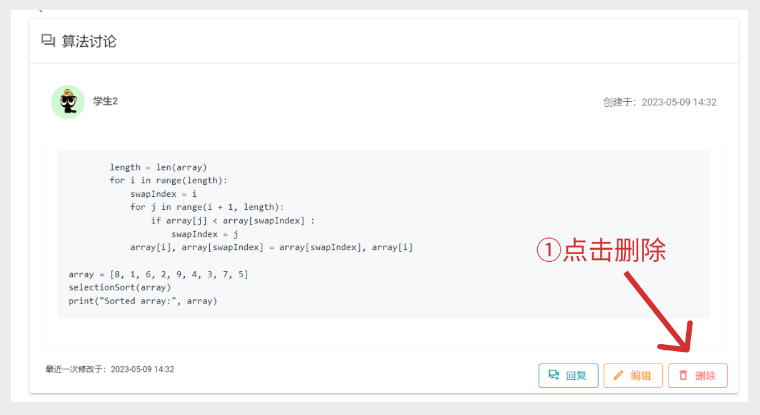 算法讨论
学生2
创建于：2023-05-09 14:32
length = len(array)
for i in range(length):
swapIndex = i
for j in range(i + 1, length):
if array[j] < array[swapIndex] :
swapIndex = j
array[i], array[swapIndex] = array[swapIndex], array[i]
array = [8, 1, 6, 2, 9, 4, 3, 7, 5]
selectionSort(array)
print("Sorted array:", array)
①点击删除
最近一次修改于：2023-05-09 14:32
回复
编辑
删除